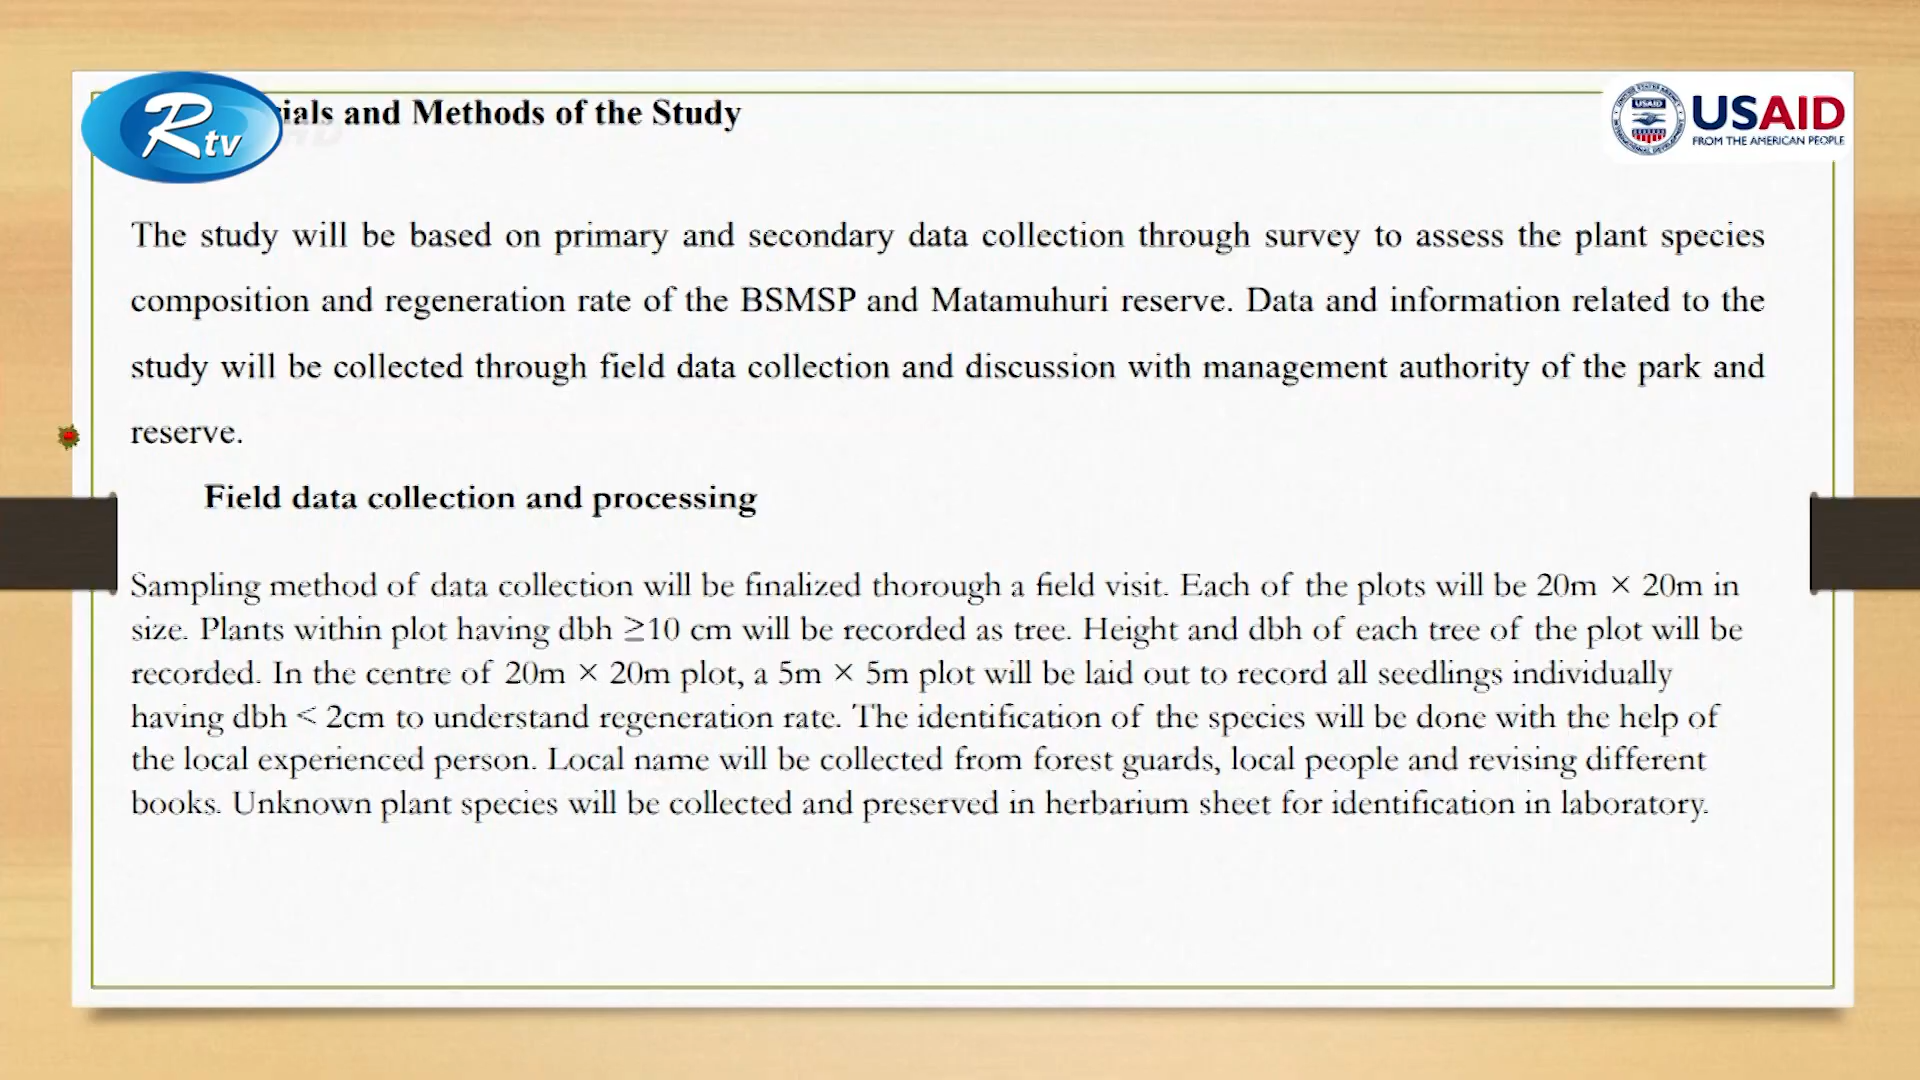 Rtv
and Methods of the Study
USAID
FROM THE AMERICAN PEOPLE
The study will be based on primary and secondary data collection through survey to assess the plant species
composition and regeneration rate of the BSMSP and Matamuhuri reserve. Data and information related to the
study will be collected through field data collection and discussion with management authority of the park and
reserve.
Field data collection and processing
Sampling method of data collection will be finalized thorough a field visit. Each of the plots will be 20m × 20m in
size. Plants within plot having dbh ≥10 cm will be recorded as tree. Height and dbh of each tree of the plot will be
recorded. In the centre of 20m × 20m plot, a 5m × 5m plot will be laid out to record all seedlings individually
having dbh < 2cm to understand regeneration rate. The identification of the species will be done with the help of
the local experienced person. Local name will be collected from forest guards, local people and revising different
books. Unknown plant species will be collected and preserved in herbarium sheet for identification in laboratory.